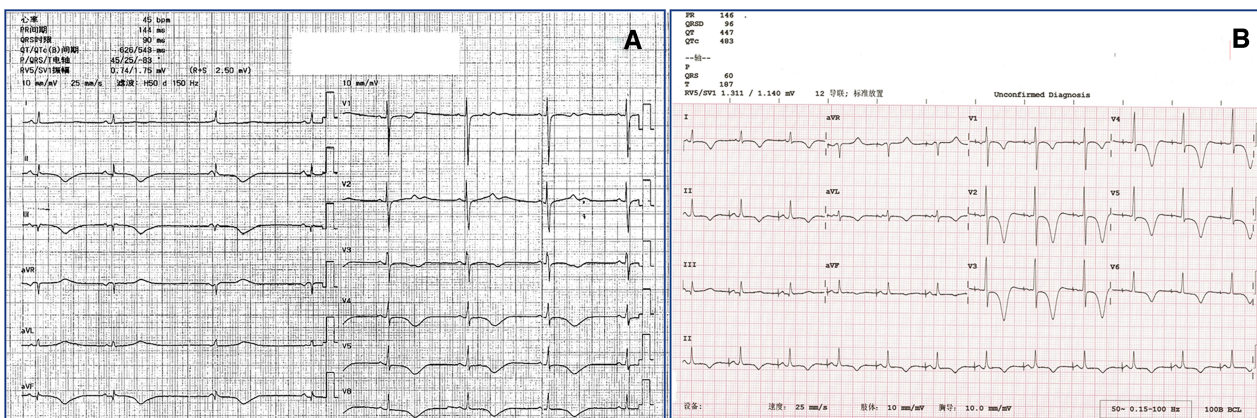 心率 45 bpm
PR间期 144 ms
QRS时限 90 ms
QT/QTc(B)间期 626/543 ms
P/QRS/T电轴 45/25/-83 °
RV5/SV1振幅 0.74/1.75 mV (R+S 2.50 mV)
10 mm/mV 25 mm/s 滤波: H50 d 150 Hz
10 mm/mV
A
I
II
III
aVR
aVL
aVF
V1
V2
V3
V4
V5
V6
PR 146
QRSD 96
QT 447
QTc 483
B
--轴--
P
QRS 60
T 187
RV5/SV1 1.311 / 1.140 mV 12 导联; 标准放置
Unconfirmed Diagnosis
I aVR V1 V4
II aVL V2 V5
III aVF V3 V6
II
设备: 速度: 25 mm/s 肢体: 10 mm/mV 胸导: 10.0 mm/mV 50~ 0.15-100 Hz 100B BCL